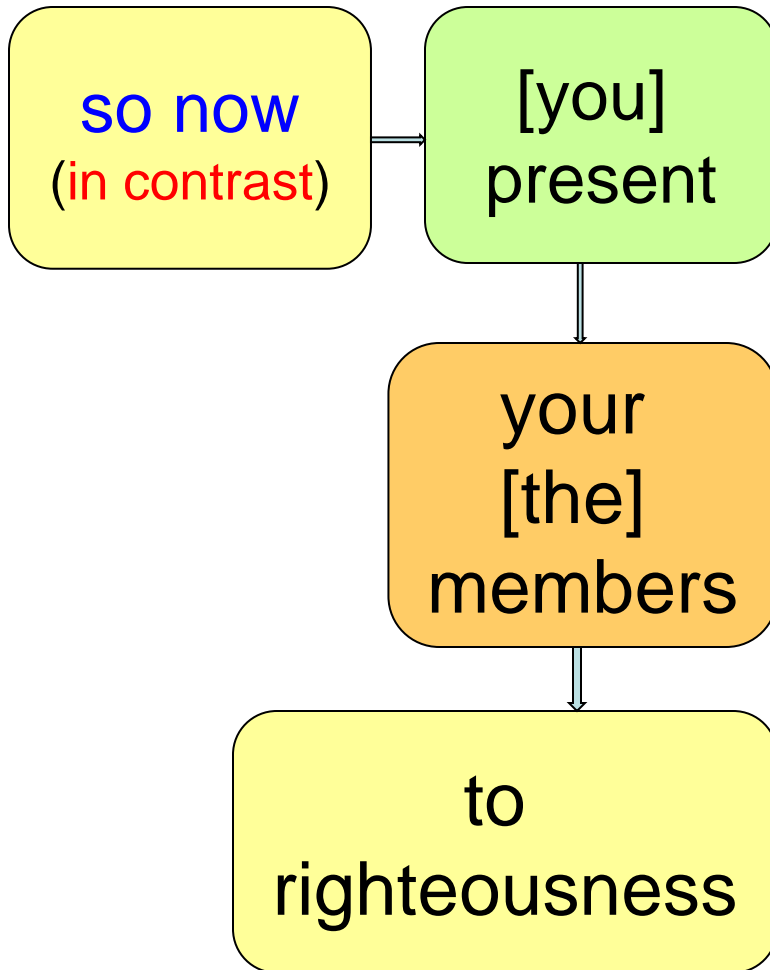 so now
(in contrast)
[you]
present
your
[the]
members
to
righteousness